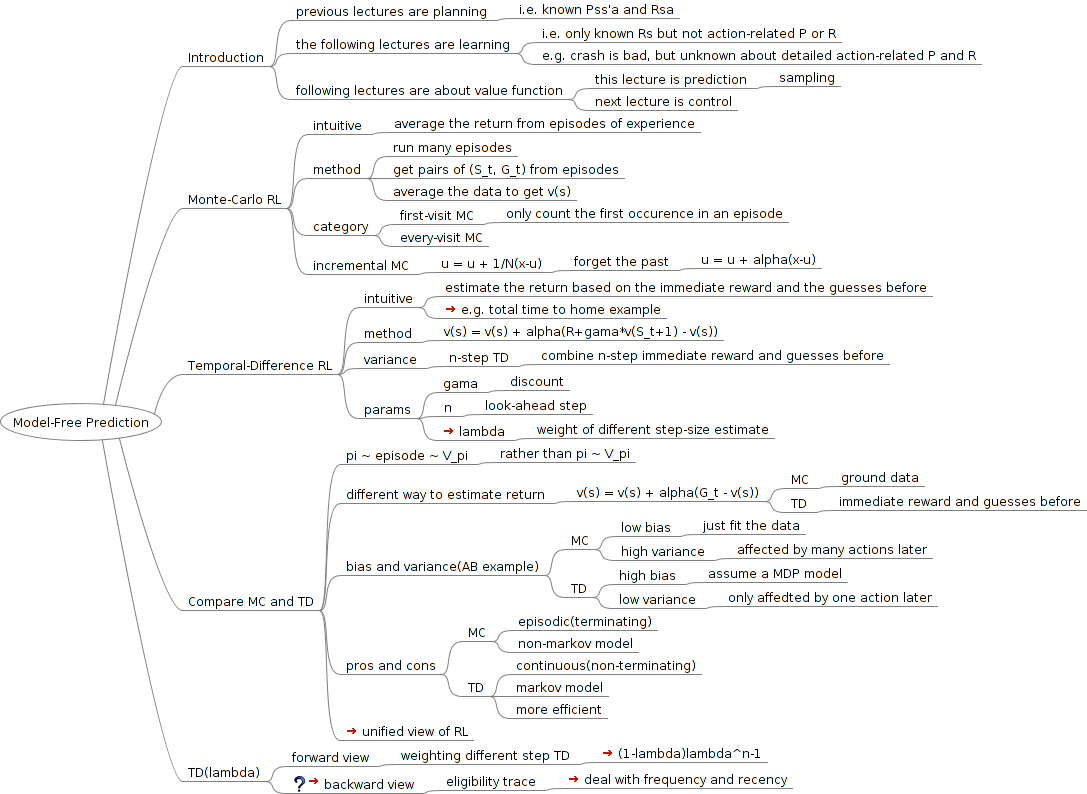 Model-Free Prediction
Introduction
previous lectures are planning
i.e. known Pss'a and Rsa
the following lectures are learning
i.e. only known Rs but not action-related P or R
e.g. crash is bad, but unknown about detailed action-related P and R
following lectures are about value function
this lecture is prediction
sampling
next lecture is control
Monte-Carlo RL
intuitive
average the return from episodes of experience
method
run many episodes
get pairs of (S_t, G_t) from episodes
average the data to get v(s)
category
first-visit MC
only count the first occurence in an episode
every-visit MC
incremental MC
u = u + 1/N(x-u)
forget the past
u = u + alpha(x-u)
Temporal-Difference RL
intuitive
estimate the return based on the immediate reward and the guesses before
e.g. total time to home example
method
v(s) = v(s) + alpha(R+gama*v(S_t+1) - v(s))
variance
n-step TD
combine n-step immediate reward and guesses before
params
gama
discount
n
look-ahead step
lambda
weight of different step-size estimate
Compare MC and TD
pi ~ episode ~ V_pi
rather than pi ~ V_pi
different way to estimate return
v(s) = v(s) + alpha(G_t - v(s))
MC
ground data
TD
immediate reward and guesses before
bias and variance(AB example)
MC
low bias
just fit the data
high variance
affected by many actions later
TD
high bias
assume a MDP model
low variance
only affedted by one action later
pros and cons
MC
episodic(terminating)
non-markov model
TD
continuous(non-terminating)
markov model
more efficient
unified view of RL
TD(lambda)
forward view
weighting different step TD
(1-lambda)lambda^n-1
? backward view
eligibility trace
deal with frequency and recency